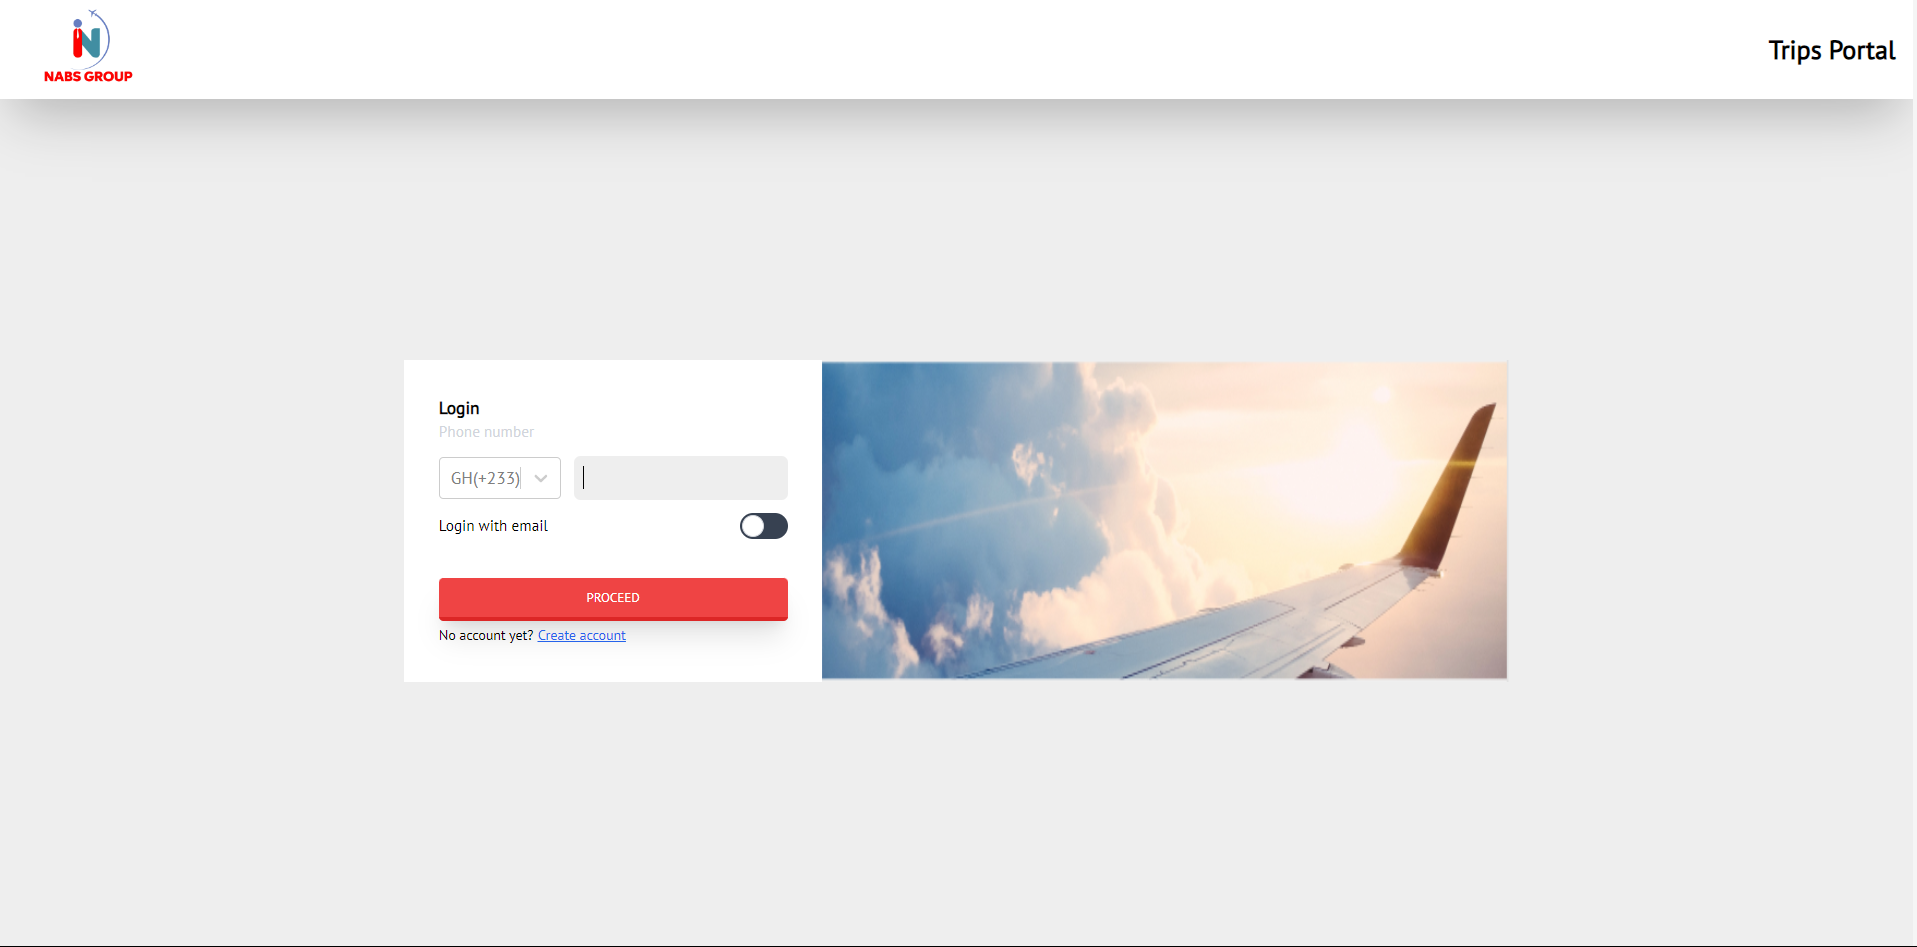 NABS GROUP
Trips Portal
Login
Phone number
GH(+233)
Login with email
PROCEED
No account yet? Create account